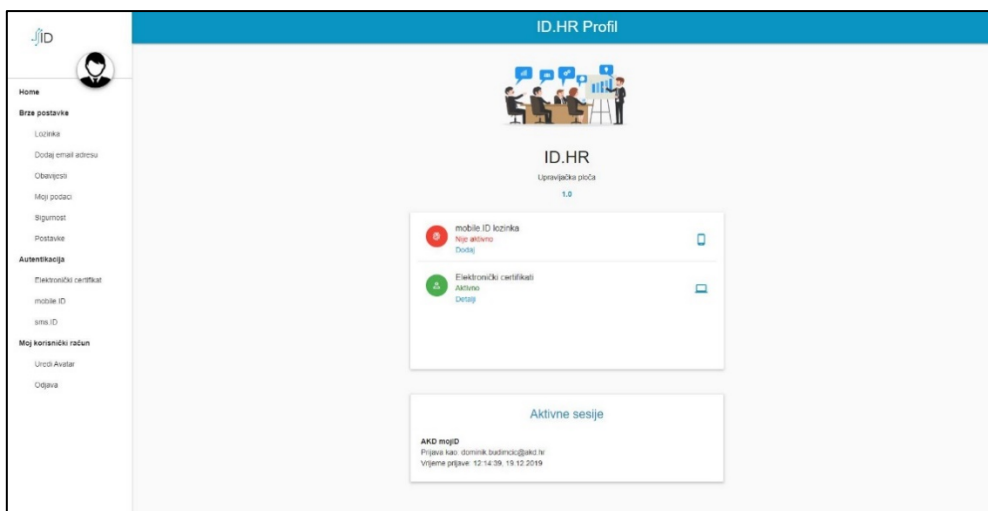 ID
ID.HR Profil
Home
Brze postavke
Lozinka
Dodaj email adresu
Obavijesti
Moji podaci
Sigurnost
Postavke
Autentikacija
Elektronički certifikat
mobile.ID
sms.ID
Moj korisnički račun
Uredi Avatar
Odjava
ID.HR
Upravljačka ploča
1.0
mobile.ID lozinka
Nije aktivno
Dodaj
Elektronički certifikati
Aktivno
Detalji
Aktivne sesije
AKD mojID
Prijava kao: dominik.budimcic@akd.hr
Vrijeme prijave: 12:14:39, 19.12.2019